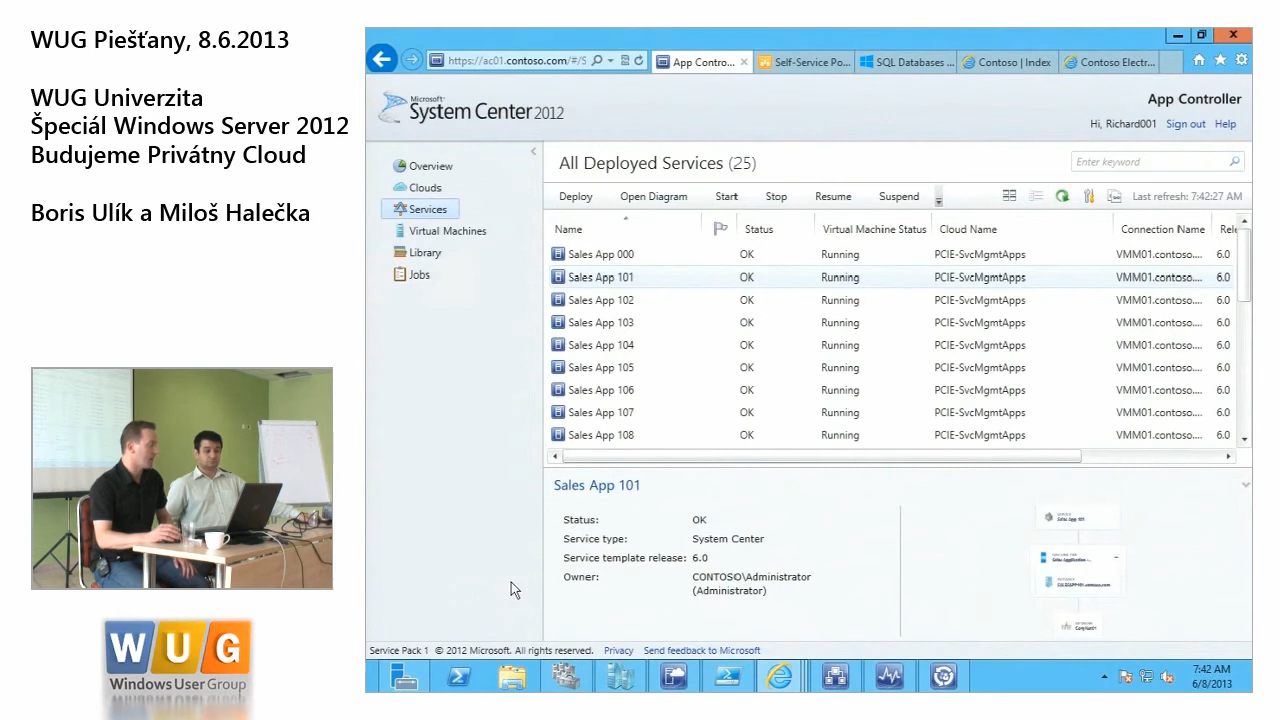 WUG Piešťany, 8.6.2013
WUG Univerzita
Špeciál Windows Server 2012
Budujeme Privátny Cloud
Boris Ulík a Miloš Halečka
WUG
Windows User Group
https://ac01.contoso.com/#/S
App Contro...
Self-Service Po...
SQL Databases ...
Contoso | Index
Contoso Electr...
Microsoft
System Center 2012
App Controller
Hi, Richard001 Sign out Help
Overview
Clouds
Services
Virtual Machines
Library
Jobs
All Deployed Services (25)
Enter keyword
Deploy Open Diagram Start Stop Resume Suspend Last refresh: 7:42:27 AM
Name Status Virtual Machine Status Cloud Name Connection Name Rele
Sales App 000 OK Running PCIE-SvcMgmtApps VMM01.contoso.... 6.0
Sales App 101 OK Running PCIE-SvcMgmtApps VMM01.contoso.... 6.0
Sales App 102 OK Running PCIE-SvcMgmtApps VMM01.contoso.... 6.0
Sales App 103 OK Running PCIE-SvcMgmtApps VMM01.contoso.... 6.0
Sales App 104 OK Running PCIE-SvcMgmtApps VMM01.contoso.... 6.0
Sales App 105 OK Running PCIE-SvcMgmtApps VMM01.contoso.... 6.0
Sales App 106 OK Running PCIE-SvcMgmtApps VMM01.contoso.... 6.0
Sales App 107 OK Running PCIE-SvcMgmtApps VMM01.contoso.... 6.0
Sales App 108 OK Running PCIE-SvcMgmtApps VMM01.contoso.... 6.0
Sales App 101
Status: OK
Service type: System Center
Service template release: 6.0
Owner: CONTOSO\Administrator
(Administrator)
Sales App 101
Service Pack 1 © 2012 Microsoft. All rights reserved. Privacy Send feedback to Microsoft
7:42 AM
6/8/2013